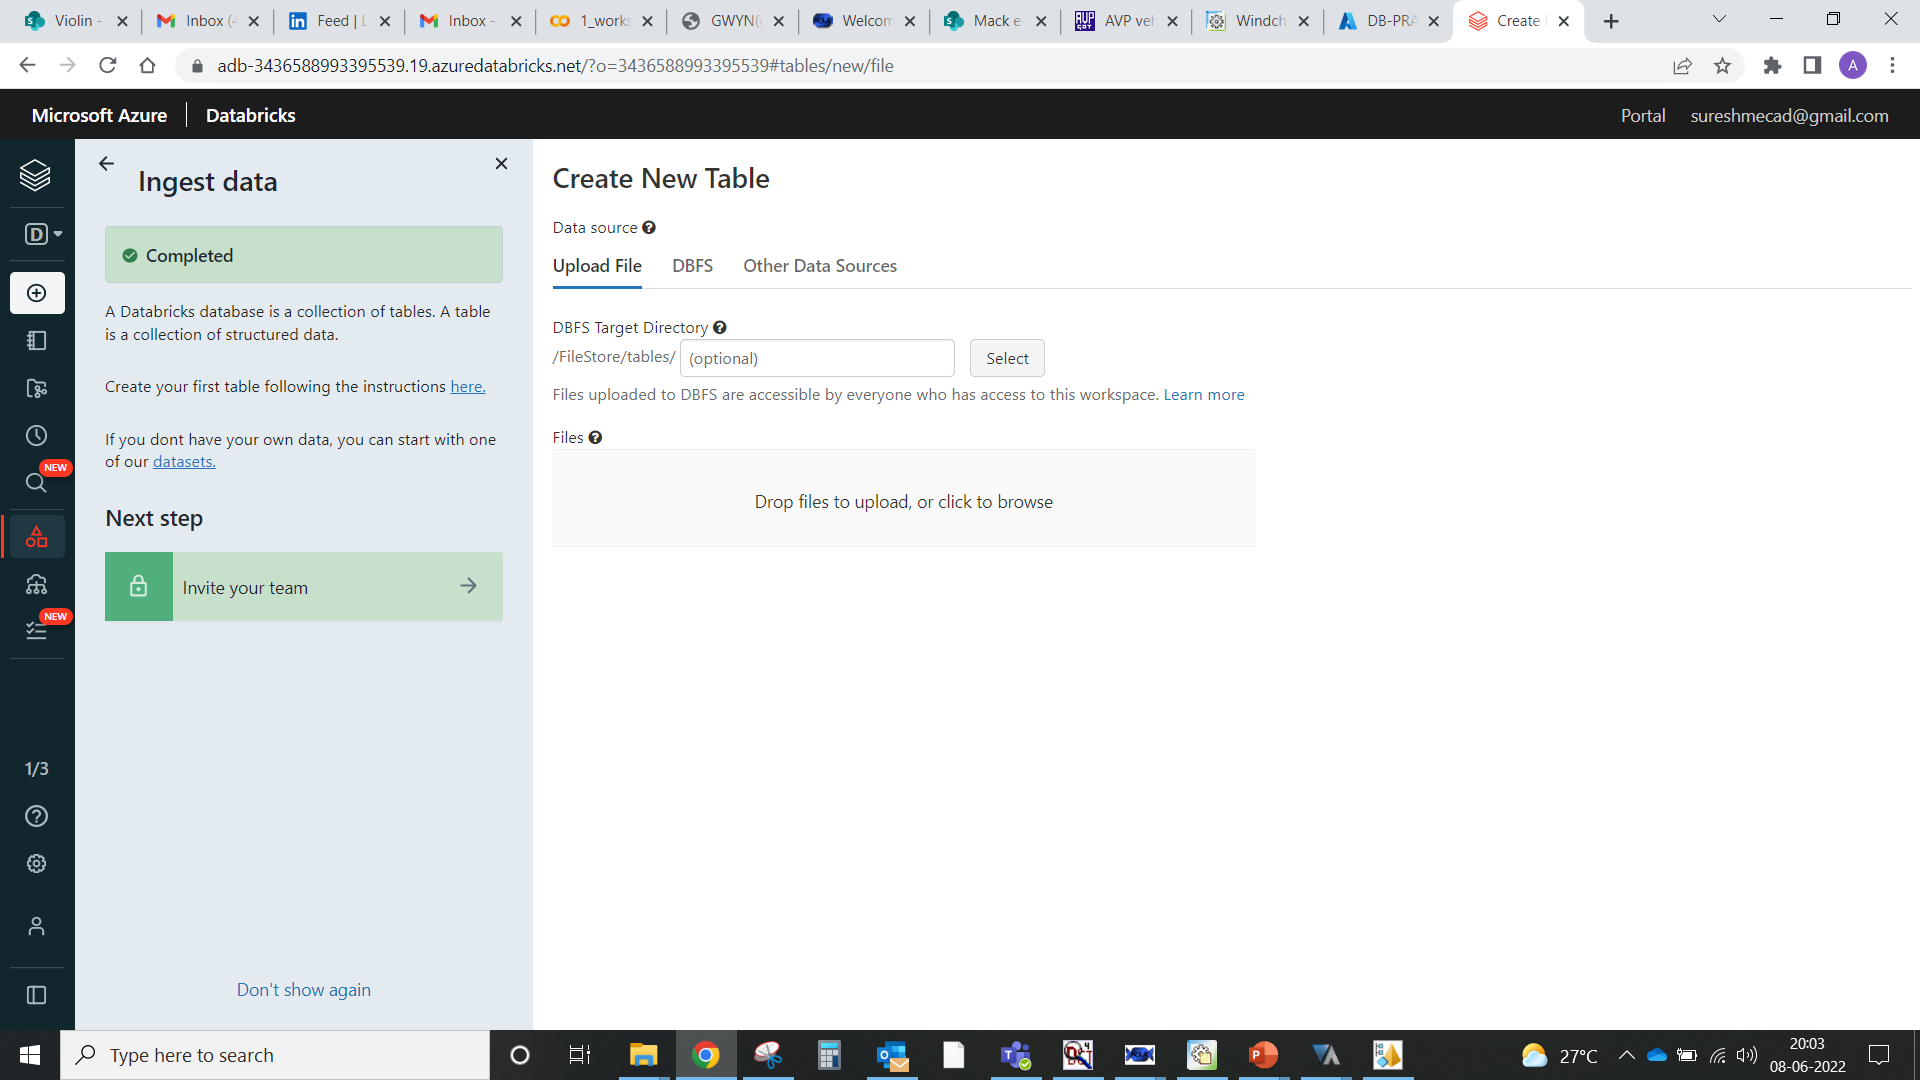 Violin -
Inbox (4
Feed | L
Inbox -
1_works
GWYN(
Welcom
Mack e-
AVP veh
Windch
DB-PRA
Create
adb-3436588993395539.19.azuredatabricks.net/?o=3436588993395539#tables/new/file
A
Microsoft Azure
Databricks
Portal
sureshmecad@gmail.com
D
NEW
NEW
1/3
Ingest data
Completed
A Databricks database is a collection of tables. A table
is a collection of structured data.
Create your first table following the instructions here.
If you dont have your own data, you can start with one
of our datasets.
Next step
Invite your team
Don't show again
Create New Table
Data source
Upload File
DBFS
Other Data Sources
DBFS Target Directory
/FileStore/tables/
(optional)
Select
Files uploaded to DBFS are accessible by everyone who has access to this workspace. Learn more
Files
Drop files to upload, or click to browse
Type here to search
27°C
20:03
08-06-2022